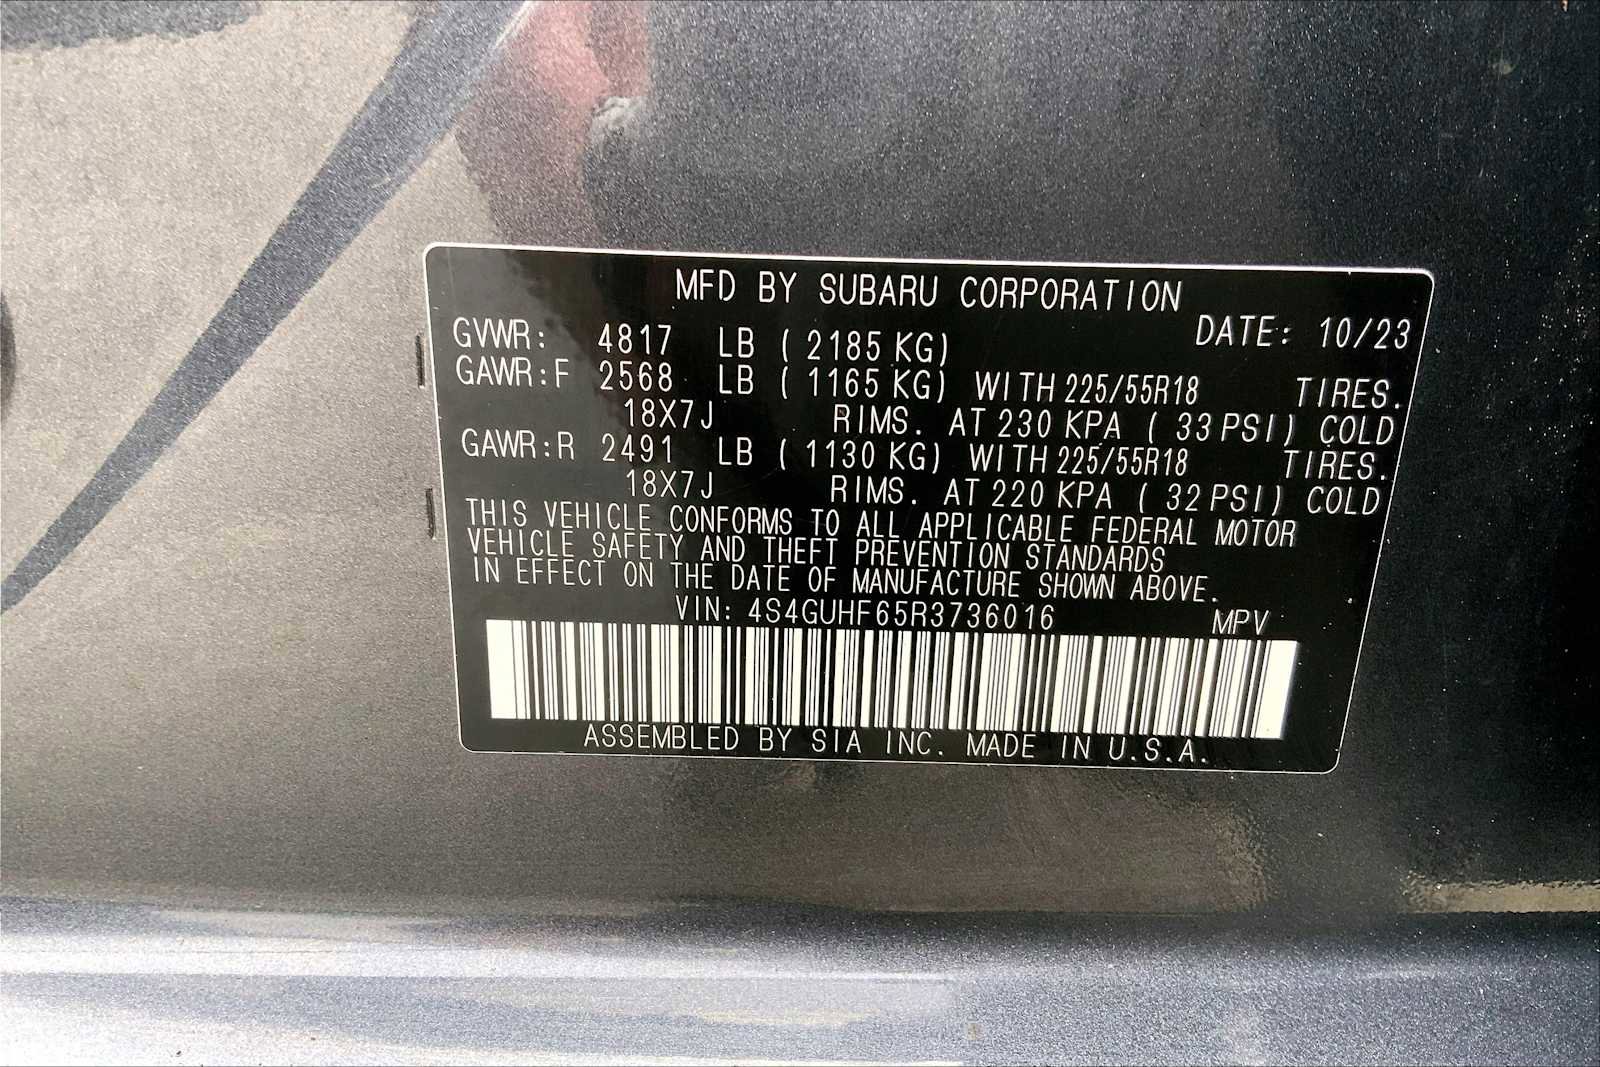 MFD BY SUBARU CORPORATION
DATE: 10/23
GVWR: 4817 LB ( 2185 KG)
GAWR:F 2568 LB ( 1165 KG) WITH 225/55R18 TIRES.
18X7J RIMS. AT 230 KPA ( 33 PSI) COLD
GAWR:R 2491 LB ( 1130 KG) WITH 225/55R18 TIRES.
18X7J RIMS. AT 220 KPA ( 32 PSI) COLD
THIS VEHICLE CONFORMS TO ALL APPLICABLE FEDERAL MOTOR
VEHICLE SAFETY AND THEFT PREVENTION STANDARDS
IN EFFECT ON THE DATE OF MANUFACTURE SHOWN ABOVE.
VIN: 4S4GUHF65R3736016 MPV
ASSEMBLED BY SIA INC. MADE IN U.S.A.